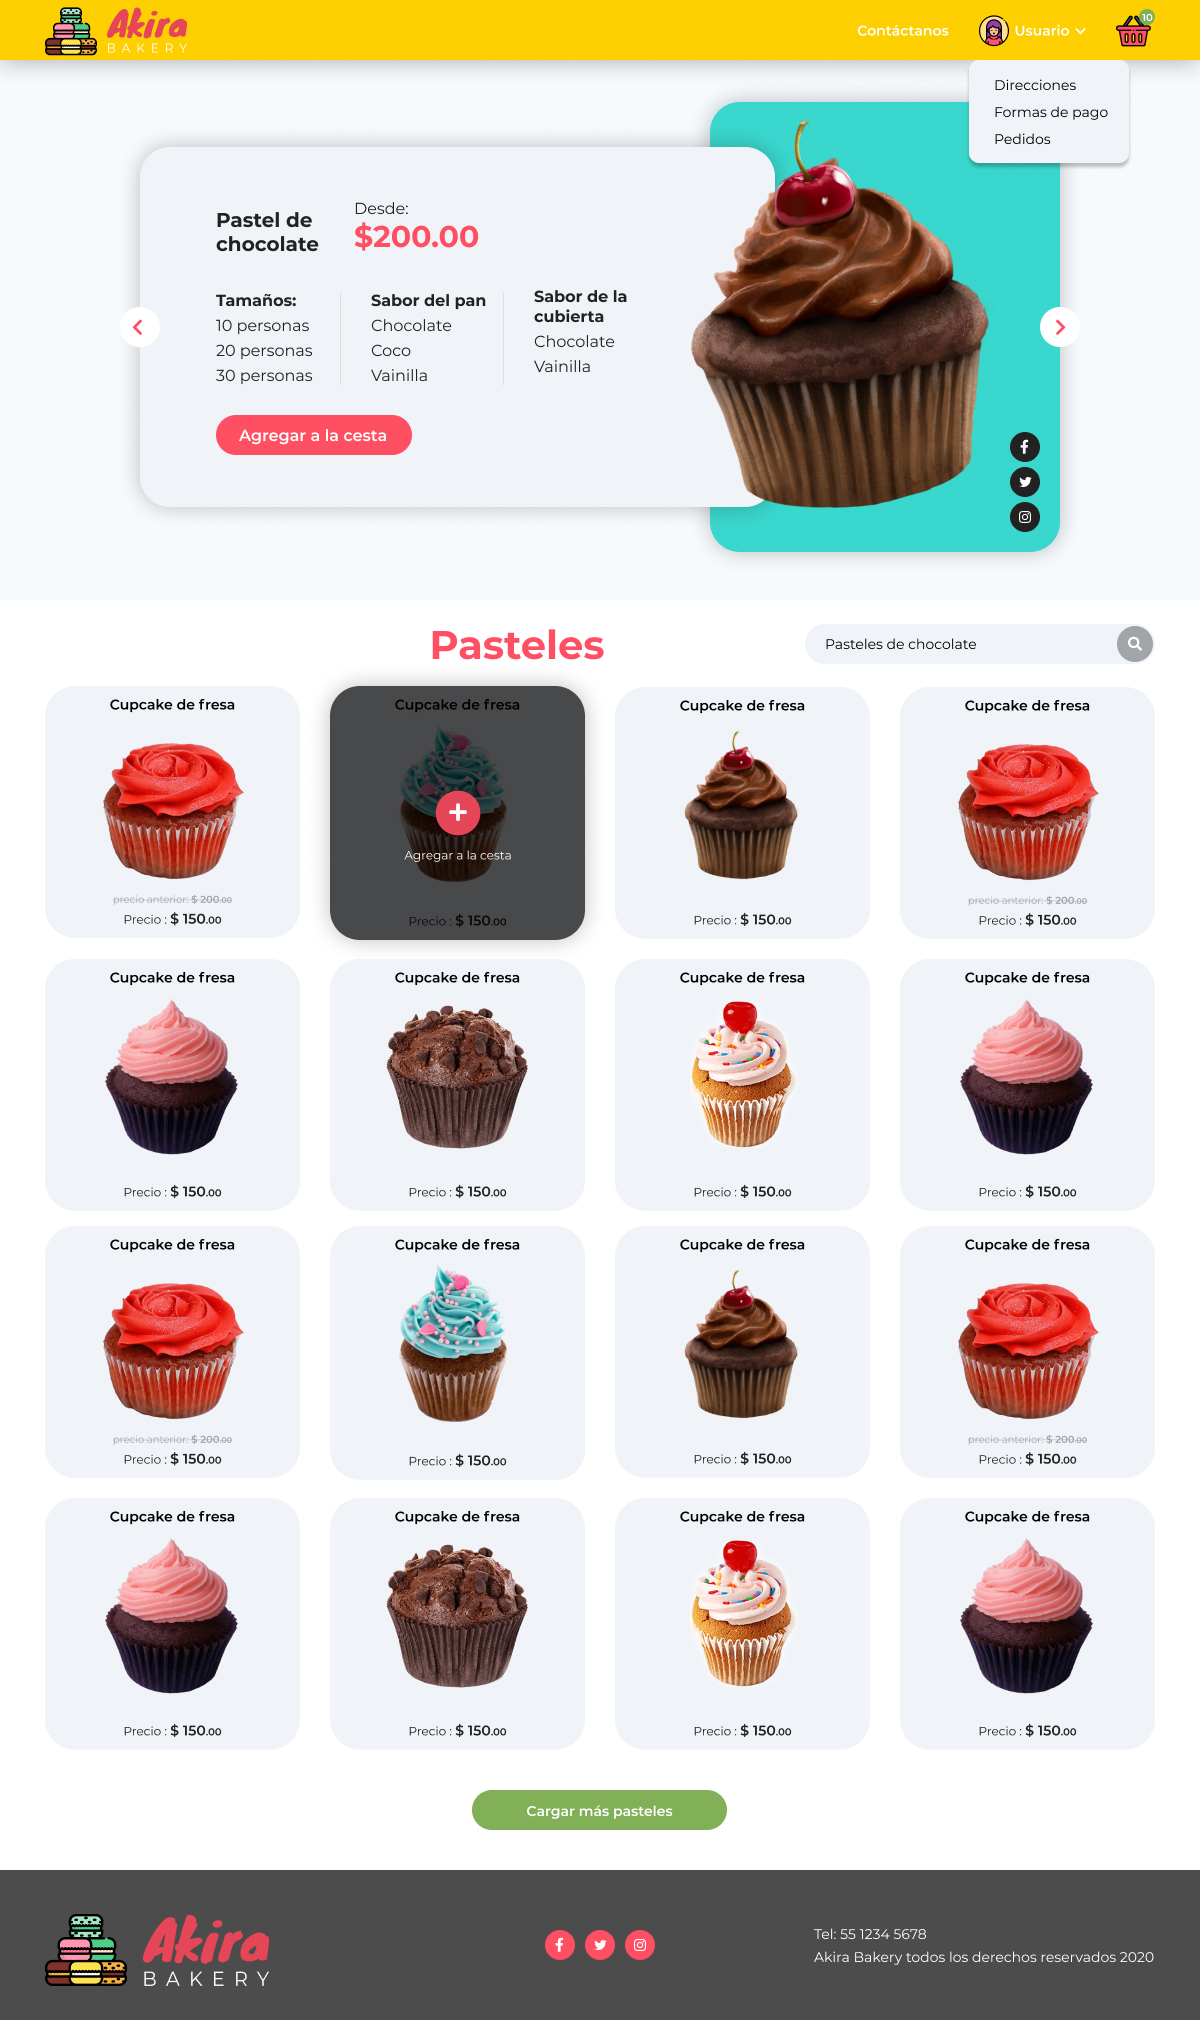 Akira
BAKERY
Contáctanos
Usuario
10
Direcciones
Formas de pago
Pedidos
Pastel de
chocolate
Desde:
$200.00
Tamaños:
10 personas
20 personas
30 personas
Sabor del pan
Chocolate
Coco
Vainilla
Sabor de la
cubierta
Chocolate
Vainilla
Agregar a la cesta
Pasteles
Pasteles de chocolate
Cupcake de fresa
precio anterior: $ 200.00
Precio : $ 150.00
Cupcake de fresa
Agregar a la cesta
Precio : $ 150.00
Cupcake de fresa
Precio : $ 150.00
Cupcake de fresa
precio anterior: $ 200.00
Precio : $ 150.00
Cupcake de fresa
Precio : $ 150.00
Cupcake de fresa
Precio : $ 150.00
Cupcake de fresa
Precio : $ 150.00
Cupcake de fresa
Precio : $ 150.00
Cupcake de fresa
precio anterior: $ 200.00
Precio : $ 150.00
Cupcake de fresa
Precio : $ 150.00
Cupcake de fresa
Precio : $ 150.00
Cupcake de fresa
precio anterior: $ 200.00
Precio : $ 150.00
Cupcake de fresa
Precio : $ 150.00
Cupcake de fresa
Precio : $ 150.00
Cupcake de fresa
Precio : $ 150.00
Cupcake de fresa
Precio : $ 150.00
Cargar más pasteles
Akira
BAKERY
Tel: 55 1234 5678
Akira Bakery todos los derechos reservados 2020